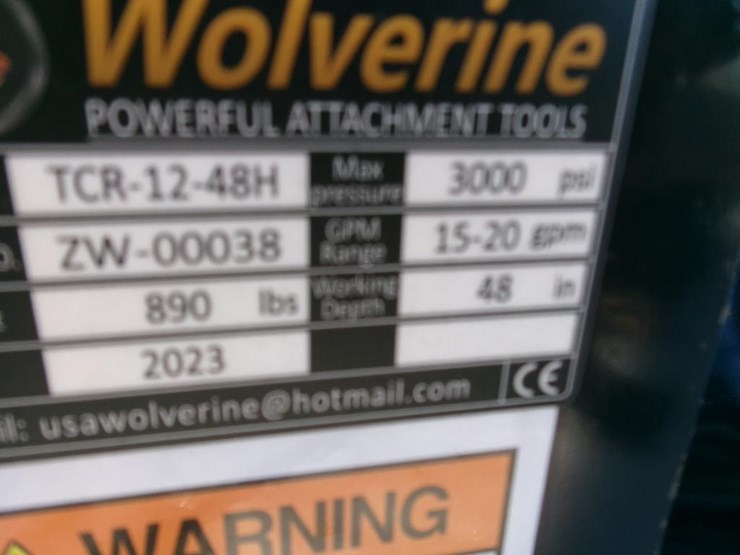 Wolverine
POWERFUL ATTACHMENT TOOLS
TCR-12-48H Max pressure 3000 psi
ZW-00038 GPM Range 15-20 gpm
890 lbs Working Depth 48 in
2023
il: usawolverine@hotmail.com CE
WARNING